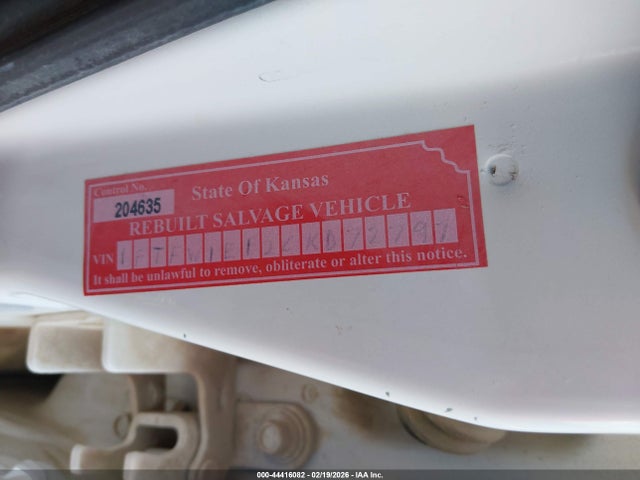 Control No.
204635
State Of Kansas
REBUILT SALVAGE VEHICLE
VIN
It shall be unlawful to remove, obliterate or alter this notice.
000-44416082 - 02/19/2026 - IAA Inc.